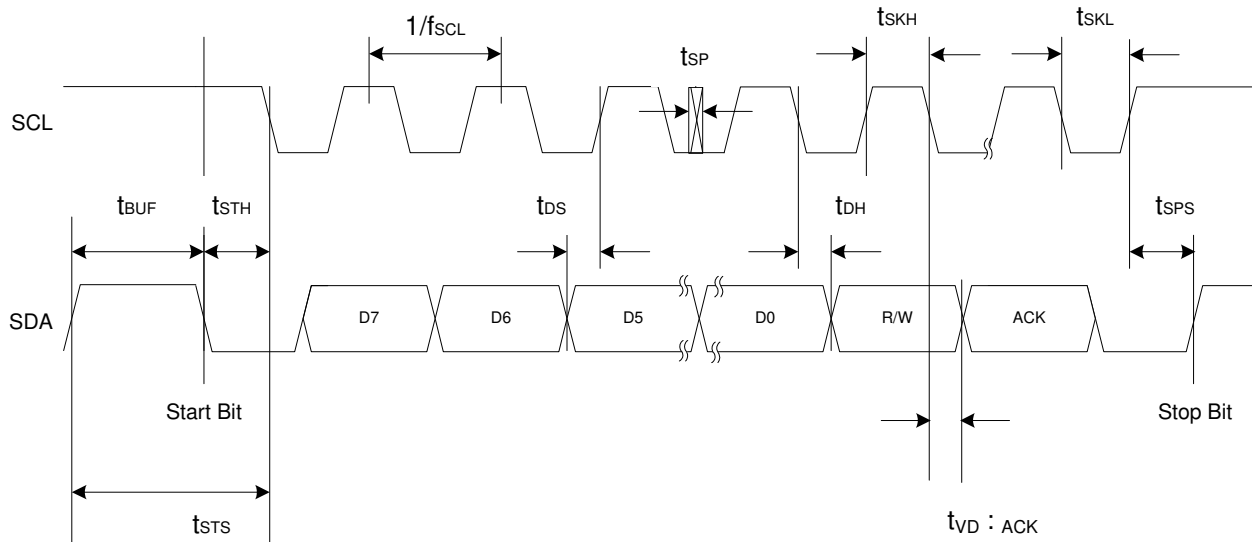 tSKH
tSKL
1/fSCL
tSP
SCL
tBUF
tSTH
tDS
tDH
tSPS
SDA
D7
D6
D5
D0
R/W
ACK
Start Bit
Stop Bit
tSTS
tVD : ACK